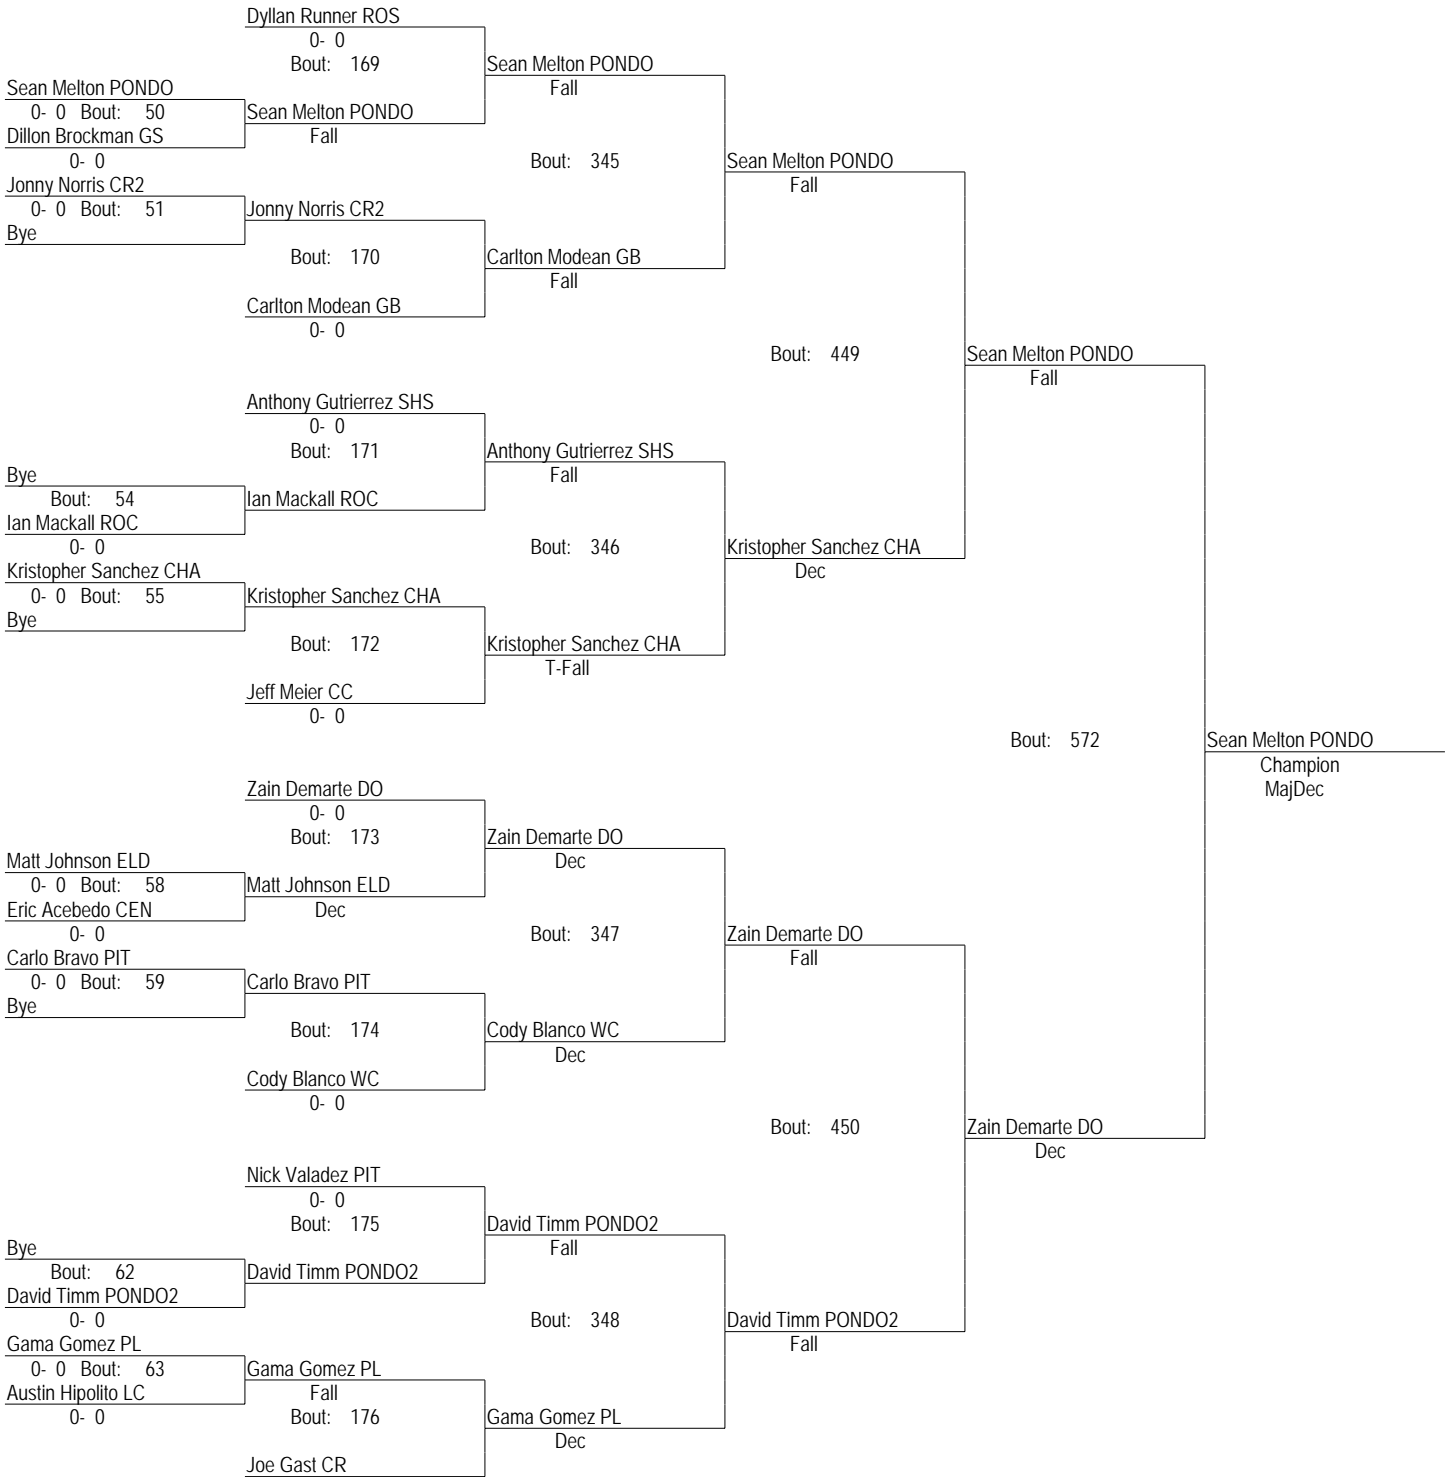 Dyllan Runner ROS
0- 0
Bout: 169
Sean Melton PONDO
Fall
Sean Melton PONDO
0- 0 Bout: 50
Sean Melton PONDO
Dillon Brockman GS
Fall
0- 0
Bout: 345
Sean Melton PONDO
Fall
Jonny Norris CR2
0- 0 Bout: 51
Jonny Norris CR2
Bye
Bout: 170
Carlton Modean GB
Fall
Carlton Modean GB
0- 0
Bout: 449
Sean Melton PONDO
Fall
Anthony Gutrierrez SHS
0- 0
Bout: 171
Anthony Gutrierrez SHS
Fall
Bye
Bout: 54
Ian Mackall ROC
Ian Mackall ROC
0- 0
Bout: 346
Kristopher Sanchez CHA
Dec
Kristopher Sanchez CHA
0- 0 Bout: 55
Kristopher Sanchez CHA
Bye
Bout: 172
Kristopher Sanchez CHA
T-Fall
Jeff Meier CC
0- 0
Bout: 572
Sean Melton PONDO
Champion
MajDec
Zain Demarte DO
0- 0
Bout: 173
Zain Demarte DO
Dec
Matt Johnson ELD
0- 0 Bout: 58
Matt Johnson ELD
Eric Acebedo CEN
Dec
0- 0
Bout: 347
Zain Demarte DO
Fall
Carlo Bravo PIT
0- 0 Bout: 59
Carlo Bravo PIT
Bye
Bout: 174
Cody Blanco WC
Dec
Cody Blanco WC
0- 0
Bout: 450
Zain Demarte DO
Dec
Nick Valadez PIT
0- 0
Bout: 175
David Timm PONDO2
Fall
Bye
Bout: 62
David Timm PONDO2
David Timm PONDO2
0- 0
Bout: 348
David Timm PONDO2
Fall
Gama Gomez PL
0- 0 Bout: 63
Gama Gomez PL
Austin Hipolito LC
Fall
0- 0
Bout: 176
Gama Gomez PL
Dec
Joe Gast CR